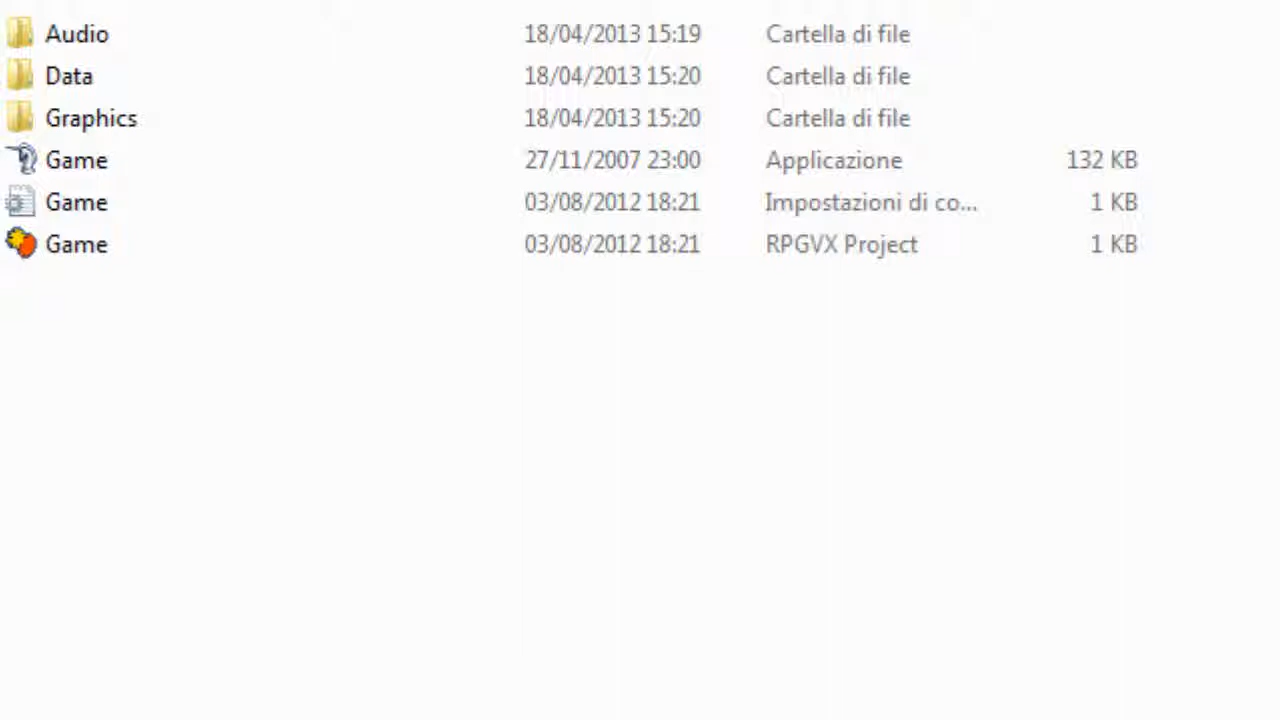 Audio 18/04/2013 15:19 Cartella di file
Data 18/04/2013 15:20 Cartella di file
Graphics 18/04/2013 15:20 Cartella di file
Game 27/11/2007 23:00 Applicazione 132 KB
Game 03/08/2012 18:21 Impostazioni di co... 1 KB
Game 03/08/2012 18:21 RPGVX Project 1 KB